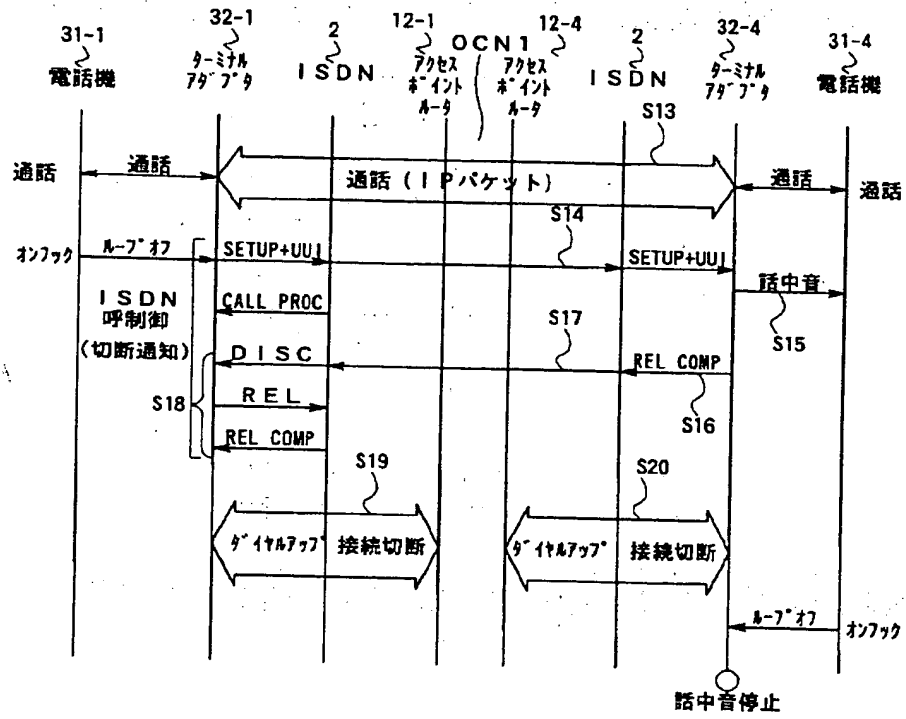 31-1
電話機
32-1
ターミナル
アダプタ
2
ISDN
12-1
アクセス
ポイント
ルータ
OCN1
12-4
アクセス
ポイント
ルータ
2
ISDN
32-4
ターミナル
アダプタ
31-4
電話機
S13
通話
通話
通話(IPパケット)
通話
通話
S14
オンフック
ループオフ
SETUP+UUI
SETUP+UUI
ISDN
呼制御
(切断通知)
CALL PROC
話中音
S15
S17
DISC
REL COMP
S16
S18
REL
REL COMP
S19
S20
ダイヤルアップ 接続切断
ダイヤルアップ 接続切断
ループオフ
オンフック
話中音停止